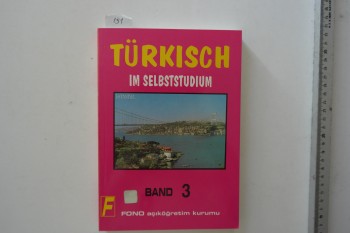 TÜRKISCH
IM SELBSTSTUDIUM
BAND 3
F
FONO açıköğretim kurumu